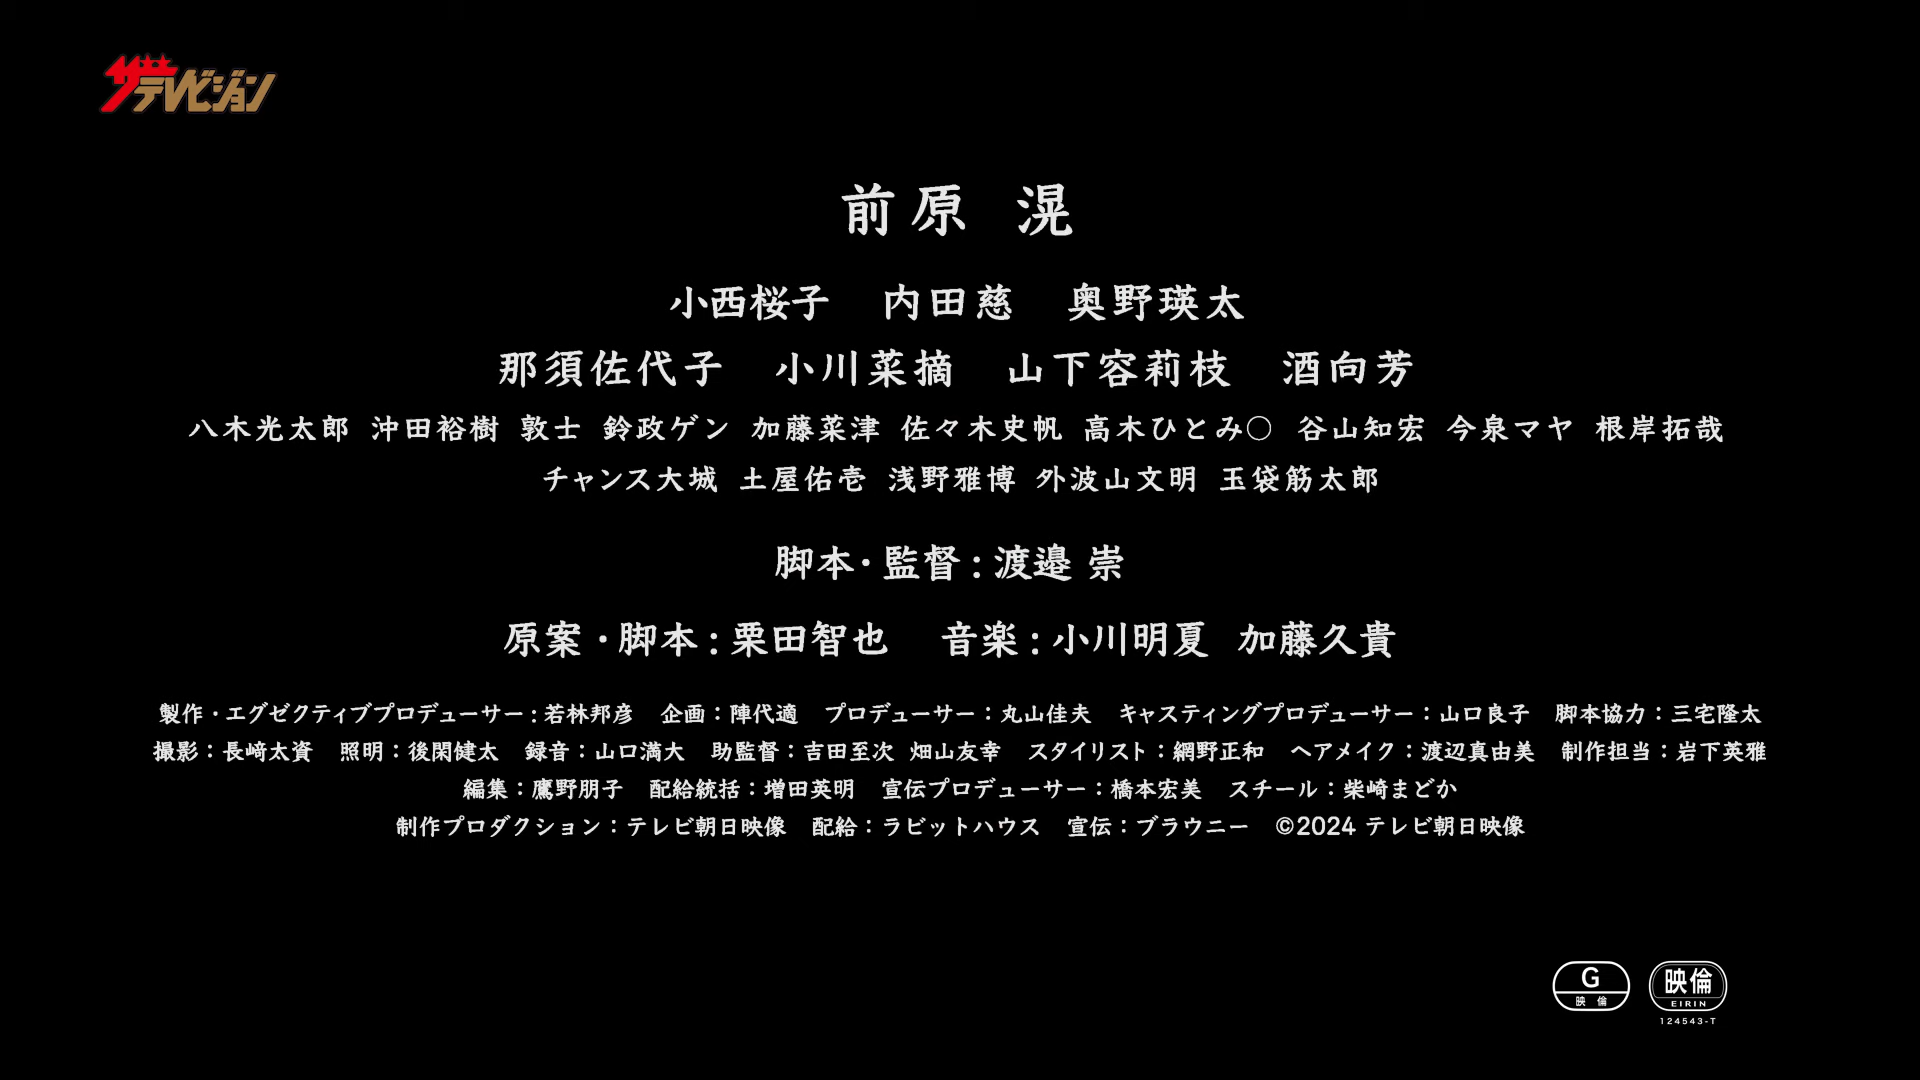 ザテレビジョン
前原 滉
小西桜子 内田慈 奥野瑛太
那須佐代子 小川菜摘 山下容莉枝 酒向芳
八木光太郎 沖田裕樹 敦士 鈴政ゲン 加藤菜津 佐々木史帆 高木ひとみ〇 谷山知宏 今泉マヤ 根岸拓哉
チャンス大城 土屋佑壱 浅野雅博 外波山文明 玉袋筋太郎
脚本・監督:渡邉 崇
原案・脚本:栗田智也 音楽:小川明夏 加藤久貴
製作・エグゼクティブプロデューサー:若林邦彦 企画:陣代適 プロデューサー:丸山佳夫 キャスティングプロデューサー:山口良子 脚本協力:三宅隆太
撮影:長﨑太資 照明:後閑健太 録音:山口満大 助監督:吉田至次 畑山友幸 スタイリスト:網野正和 ヘアメイク:渡辺真由美 制作担当:岩下英雅
編集:鷹野朋子 配給統括:増田英明 宣伝プロデューサー:橋本宏美 スチール:柴崎まどか
制作プロダクション:テレビ朝日映像 配給:ラビットハウス 宣伝:ブラウニー ©2024 テレビ朝日映像
G 映倫
映倫 EIRIN
124543-T